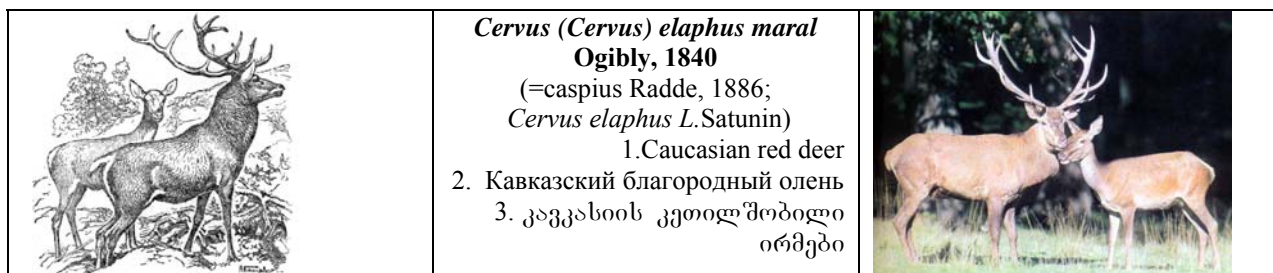 Cervus (Cervus) elaphus maral
Ogibly, 1840
(=caspius Radde, 1886;
Cervus elaphus L.Satunin)
1.Caucasian red deer
2. Кавказский благородный олень
3. კავკასიის კეთილშობილი
ირმები